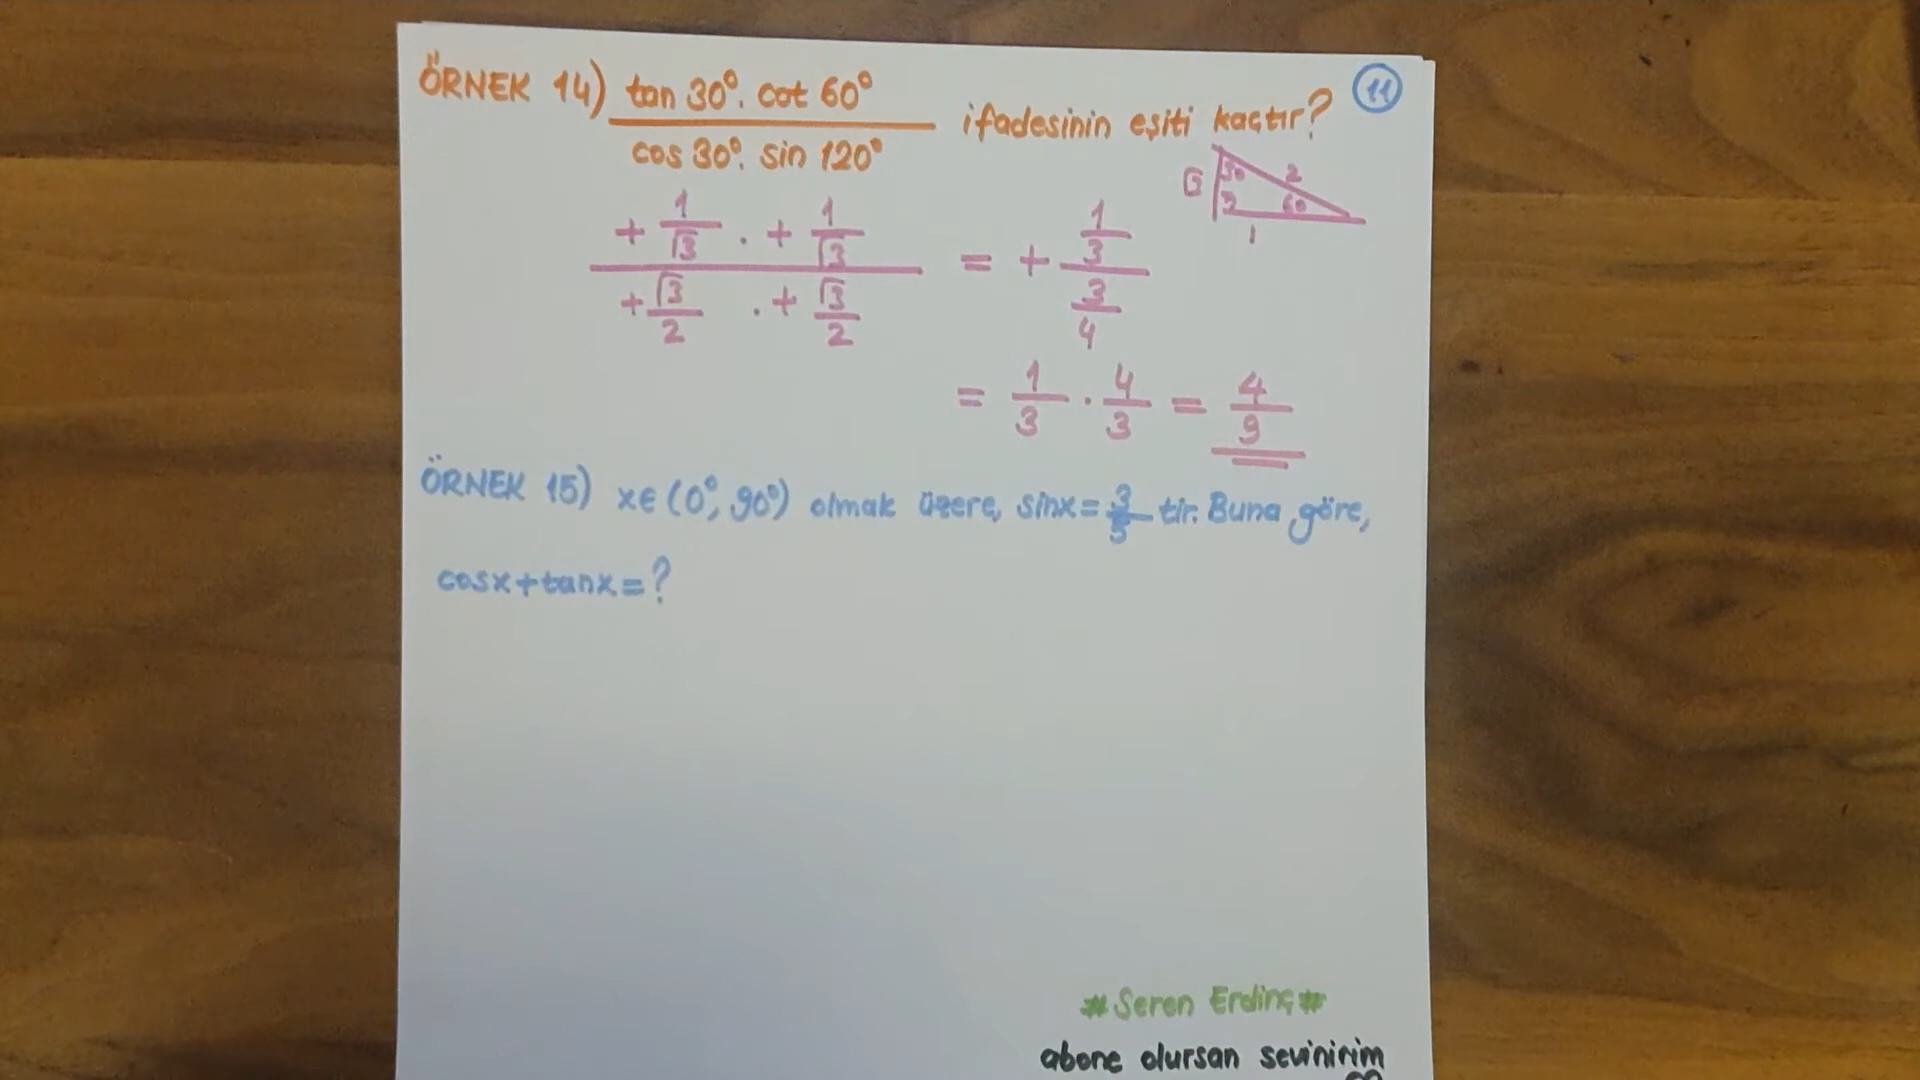 ÖRNEK 14) tan 30°. cot 60° / cos 30°. sin 120° ifadesinin eşiti kaçtır? 11
+ 1/√3 . + 1/√3 / + √3/2 . + √3/2 = + 1/3 / 3/4
√3 30 2 60 1
= 1/3 . 4/3 = 4/9
ÖRNEK 15) x∈(0°, 90°) olmak üzere, sinx = 3/5 tir. Buna göre,
cosx+tanx=?
#Seren Erdinç#
abone olursan sevinirim